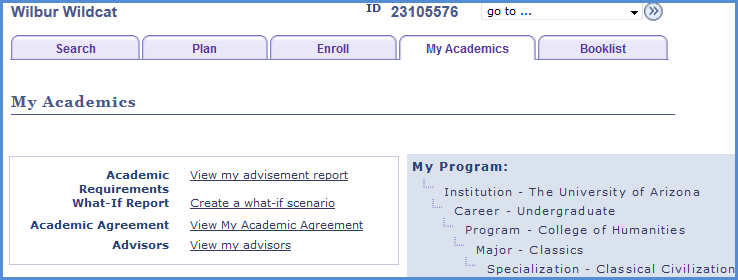 Wilbur Wildcat ID 23105576 go to ...
Search Plan Enroll My Academics Booklist
My Academics
Academic Requirements View my advisement report
What-If Report Create a what-if scenario
Academic Agreement View My Academic Agreement
Advisors View my advisors
My Program:
Institution - The University of Arizona
Career - Undergraduate
Program - College of Humanities
Major - Classics
Specialization - Classical Civilization